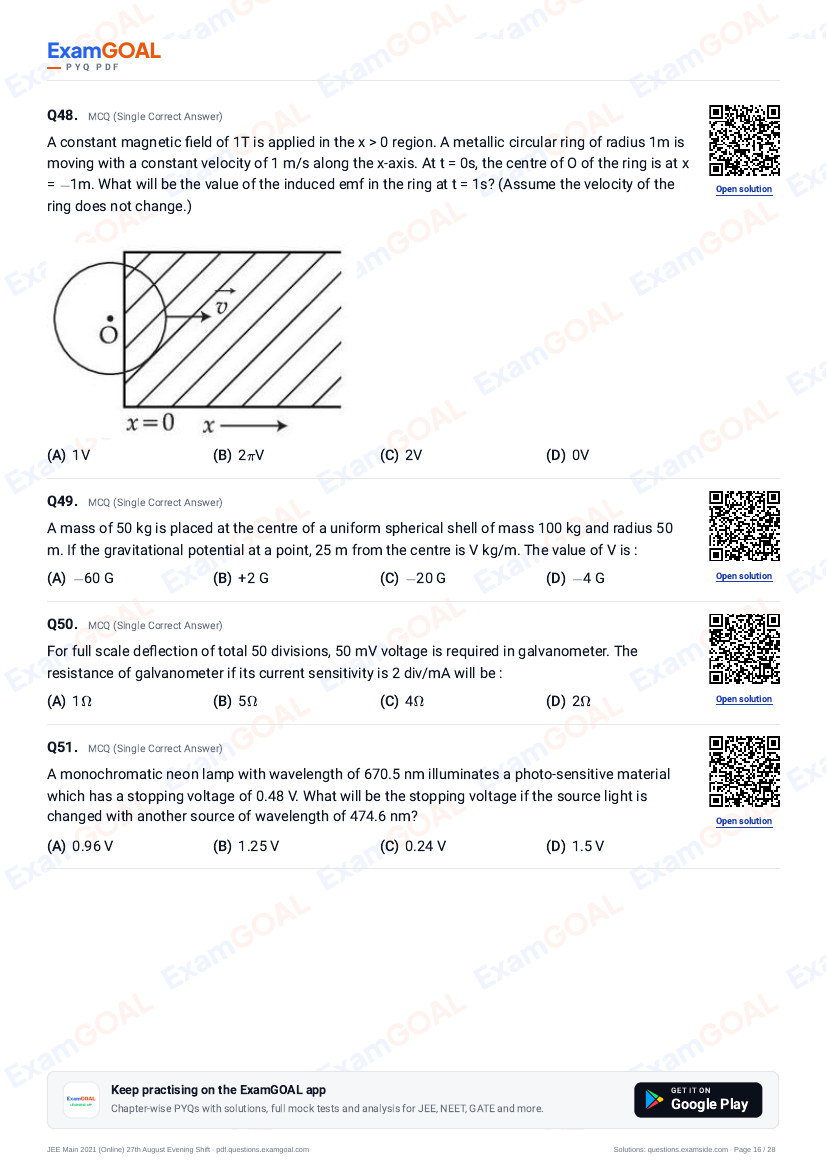 ExamGOAL
PYQ PDF
Q48. MCQ (Single Correct Answer)
A constant magnetic field of 1T is applied in the x > 0 region. A metallic circular ring of radius 1m is
moving with a constant velocity of 1 m/s along the x-axis. At t = 0s, the centre of O of the ring is at x
= −1m. What will be the value of the induced emf in the ring at t = 1s? (Assume the velocity of the
ring does not change.)
Open solution
O
v
x=0 x
(A) 1V (B) 2πV (C) 2V (D) 0V
Q49. MCQ (Single Correct Answer)
A mass of 50 kg is placed at the centre of a uniform spherical shell of mass 100 kg and radius 50
m. If the gravitational potential at a point, 25 m from the centre is V kg/m. The value of V is :
(A) −60 G (B) +2 G (C) −20 G (D) −4 G
Open solution
Q50. MCQ (Single Correct Answer)
For full scale deflection of total 50 divisions, 50 mV voltage is required in galvanometer. The
resistance of galvanometer if its current sensitivity is 2 div/mA will be :
(A) 1Ω (B) 5Ω (C) 4Ω (D) 2Ω
Open solution
Q51. MCQ (Single Correct Answer)
A monochromatic neon lamp with wavelength of 670.5 nm illuminates a photo-sensitive material
which has a stopping voltage of 0.48 V. What will be the stopping voltage if the source light is
changed with another source of wavelength of 474.6 nm?
Open solution
(A) 0.96 V (B) 1.25 V (C) 0.24 V (D) 1.5 V
ExamGOAL
Keep practising on the ExamGOAL app
Chapter-wise PYQs with solutions, full mock tests and analysis for JEE, NEET, GATE and more.
GET IT ON
Google Play
JEE Main 2021 (Online) 27th August Evening Shift · pdf.questions.examgoal.com
Solutions: questions.examside.com · Page 16 / 28